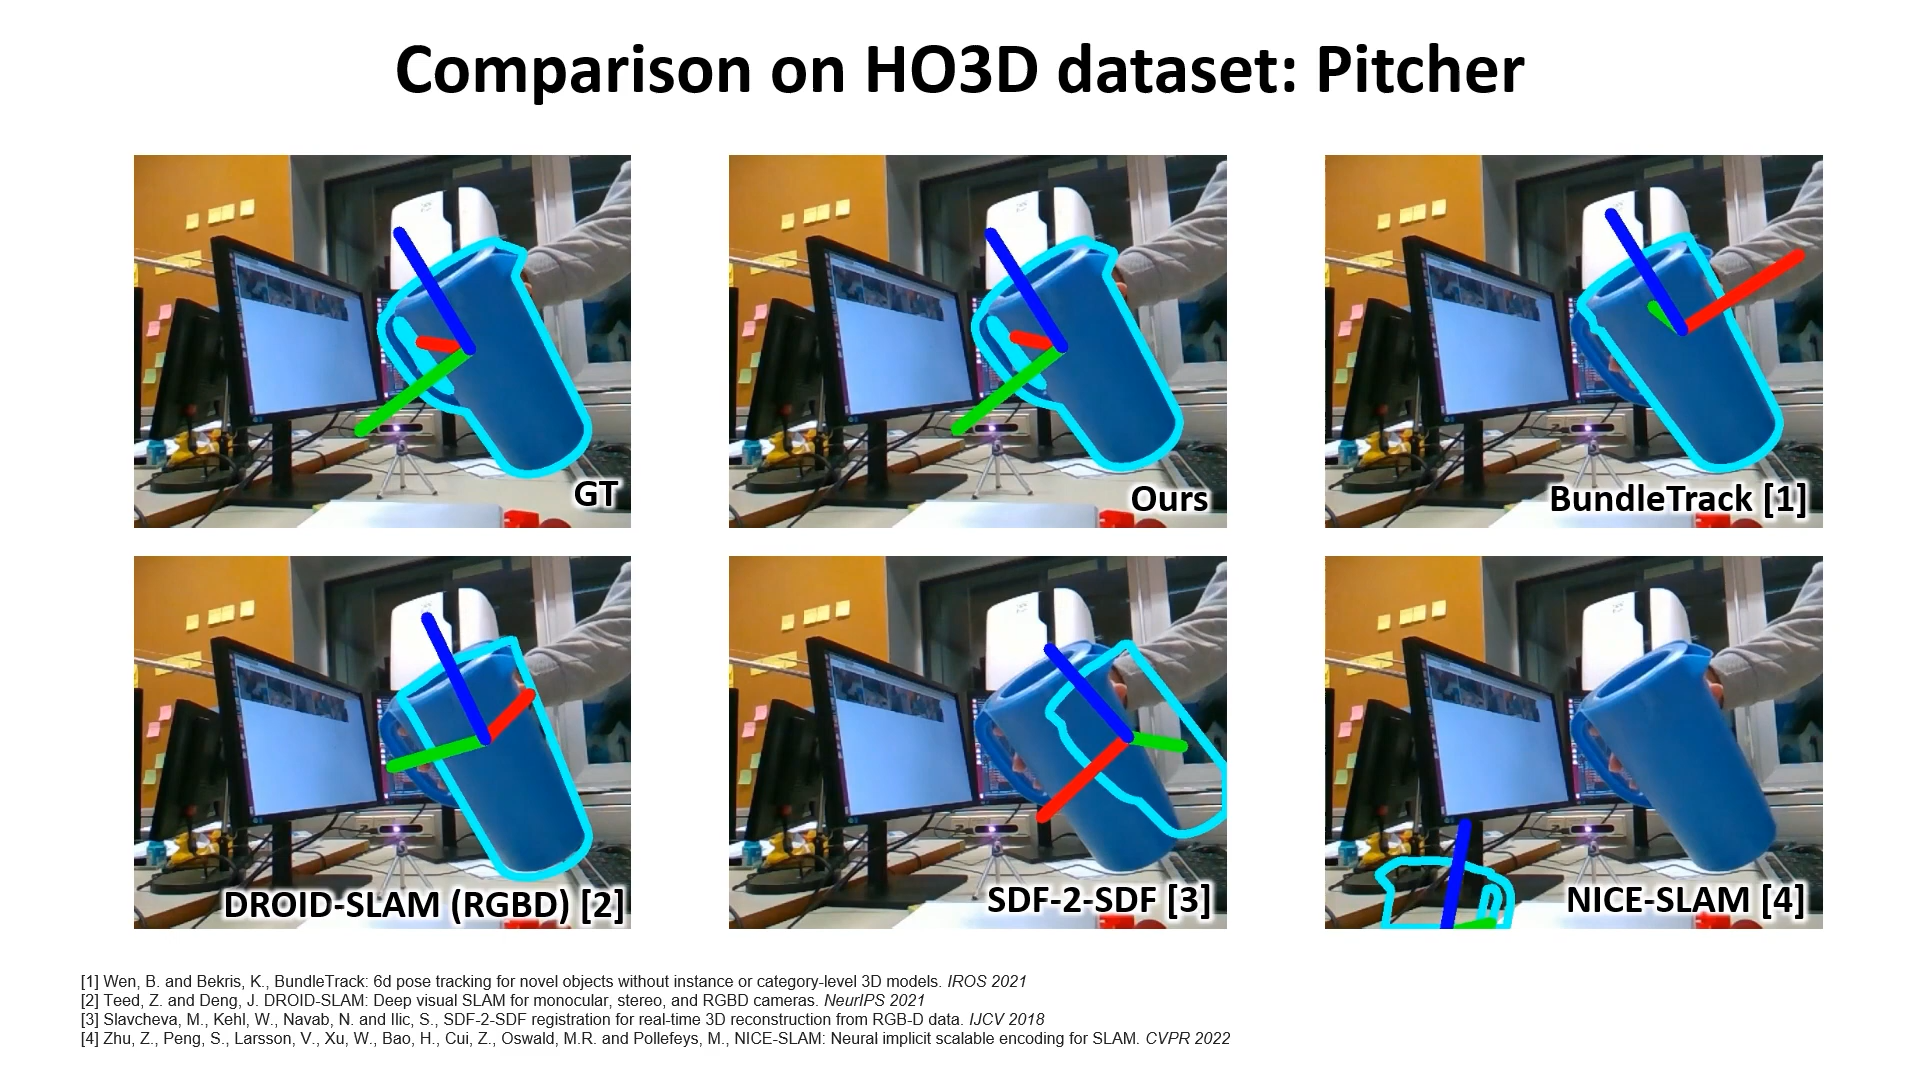 Comparison on HO3D dataset: Pitcher
GT
Ours
BundleTrack [1]
DROID-SLAM (RGBD) [2]
SDF-2-SDF [3]
NICE-SLAM [4]
[1] Wen, B. and Bekris, K., BundleTrack: 6d pose tracking for novel objects without instance or category-level 3D models. IROS 2021
[2] Teed, Z. and Deng, J. DROID-SLAM: Deep visual SLAM for monocular, stereo, and RGBD cameras. NeurIPS 2021
[3] Slavcheva, M., Kehl, W., Navab, N. and Ilic, S., SDF-2-SDF registration for real-time 3D reconstruction from RGB-D data. IJCV 2018
[4] Zhu, Z., Peng, S., Larsson, V., Xu, W., Bao, H., Cui, Z., Oswald, M.R. and Pollefeys, M., NICE-SLAM: Neural implicit scalable encoding for SLAM. CVPR 2022